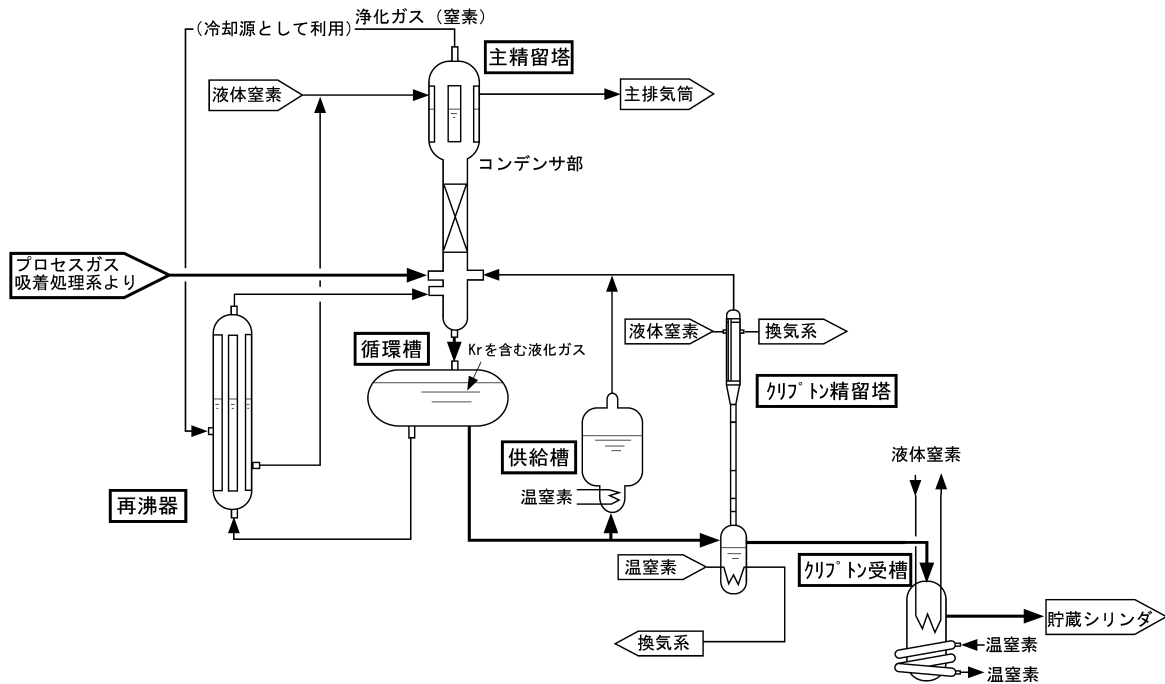 浄化ガス（窒素）
（冷却源として利用）
主精留塔
液体窒素
主排気筒
コンデンサ部
プロセスガス
吸着処理系より
循環槽
Krを含む液化ガス
液体窒素
換気系
ｸﾘﾌﾟﾄﾝ精留塔
供給槽
液体窒素
再沸器
温窒素
温窒素
ｸﾘﾌﾟﾄﾝ受槽
貯蔵シリンダ
換気系
温窒素
温窒素